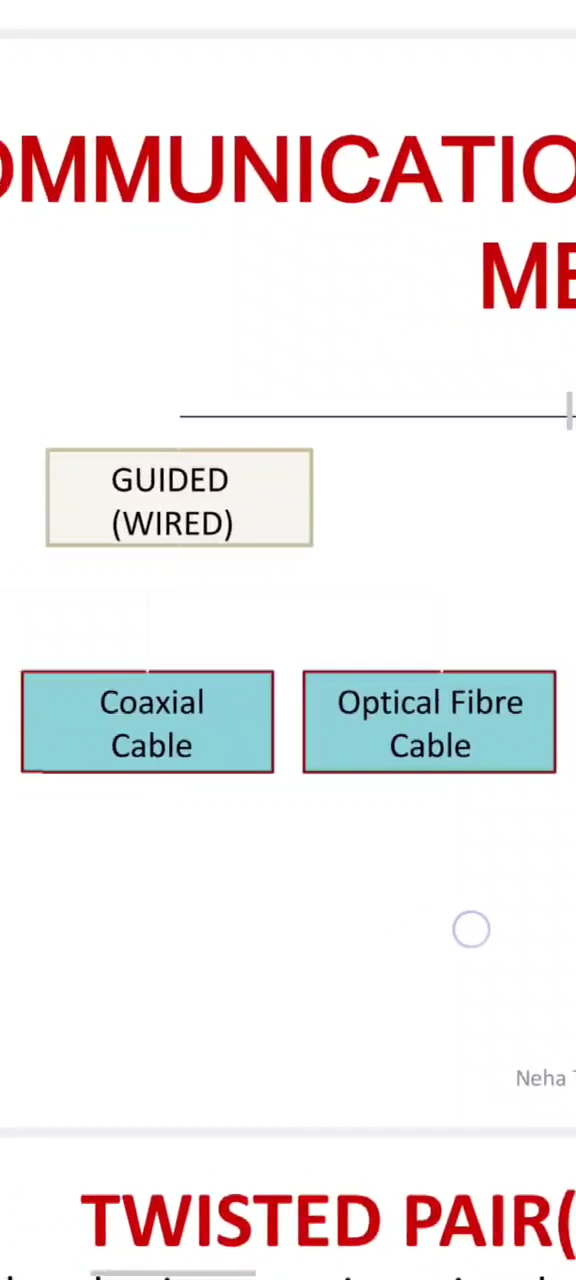 OMMUNICATIO
ME
GUIDED
(WIRED)
Coaxial
Cable
Optical Fibre
Cable
Neha
TWISTED PAIR(